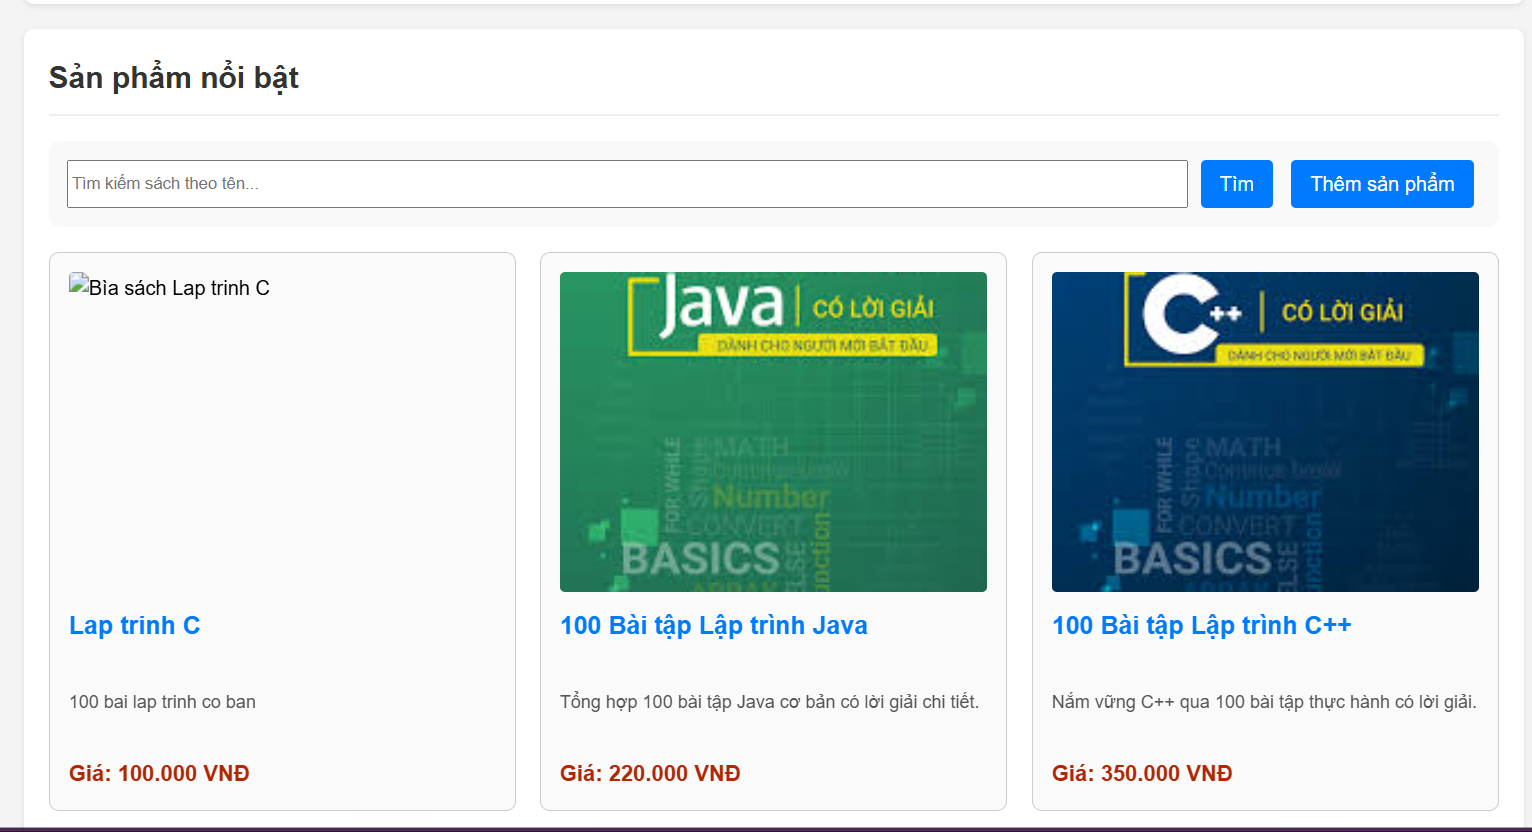 Sản phẩm nổi bật
Tìm kiếm sách theo tên...
Tìm
Thêm sản phẩm
Bìa sách Lap trinh C
Lap trinh C
100 bai lap trinh co ban
Giá: 100.000 VNĐ
Java
CÓ LỜI GIẢI
DÀNH CHO NGƯỜI MỚI BẮT ĐẦU
FOR WHILE
Shape
MATH
Continue break
Number
CONVERT
BASICS
ELSE
Function
ARRAY
100 Bài tập Lập trình Java
Tổng hợp 100 bài tập Java cơ bản có lời giải chi tiết.
Giá: 220.000 VNĐ
C++
CÓ LỜI GIẢI
DÀNH CHO NGƯỜI MỚI BẮT ĐẦU
FOR WHILE
Shape
MATH
Continue break
Number
CONVERT
BASICS
ELSE
100 Bài tập Lập trình C++
Nắm vững C++ qua 100 bài tập thực hành có lời giải.
Giá: 350.000 VNĐ